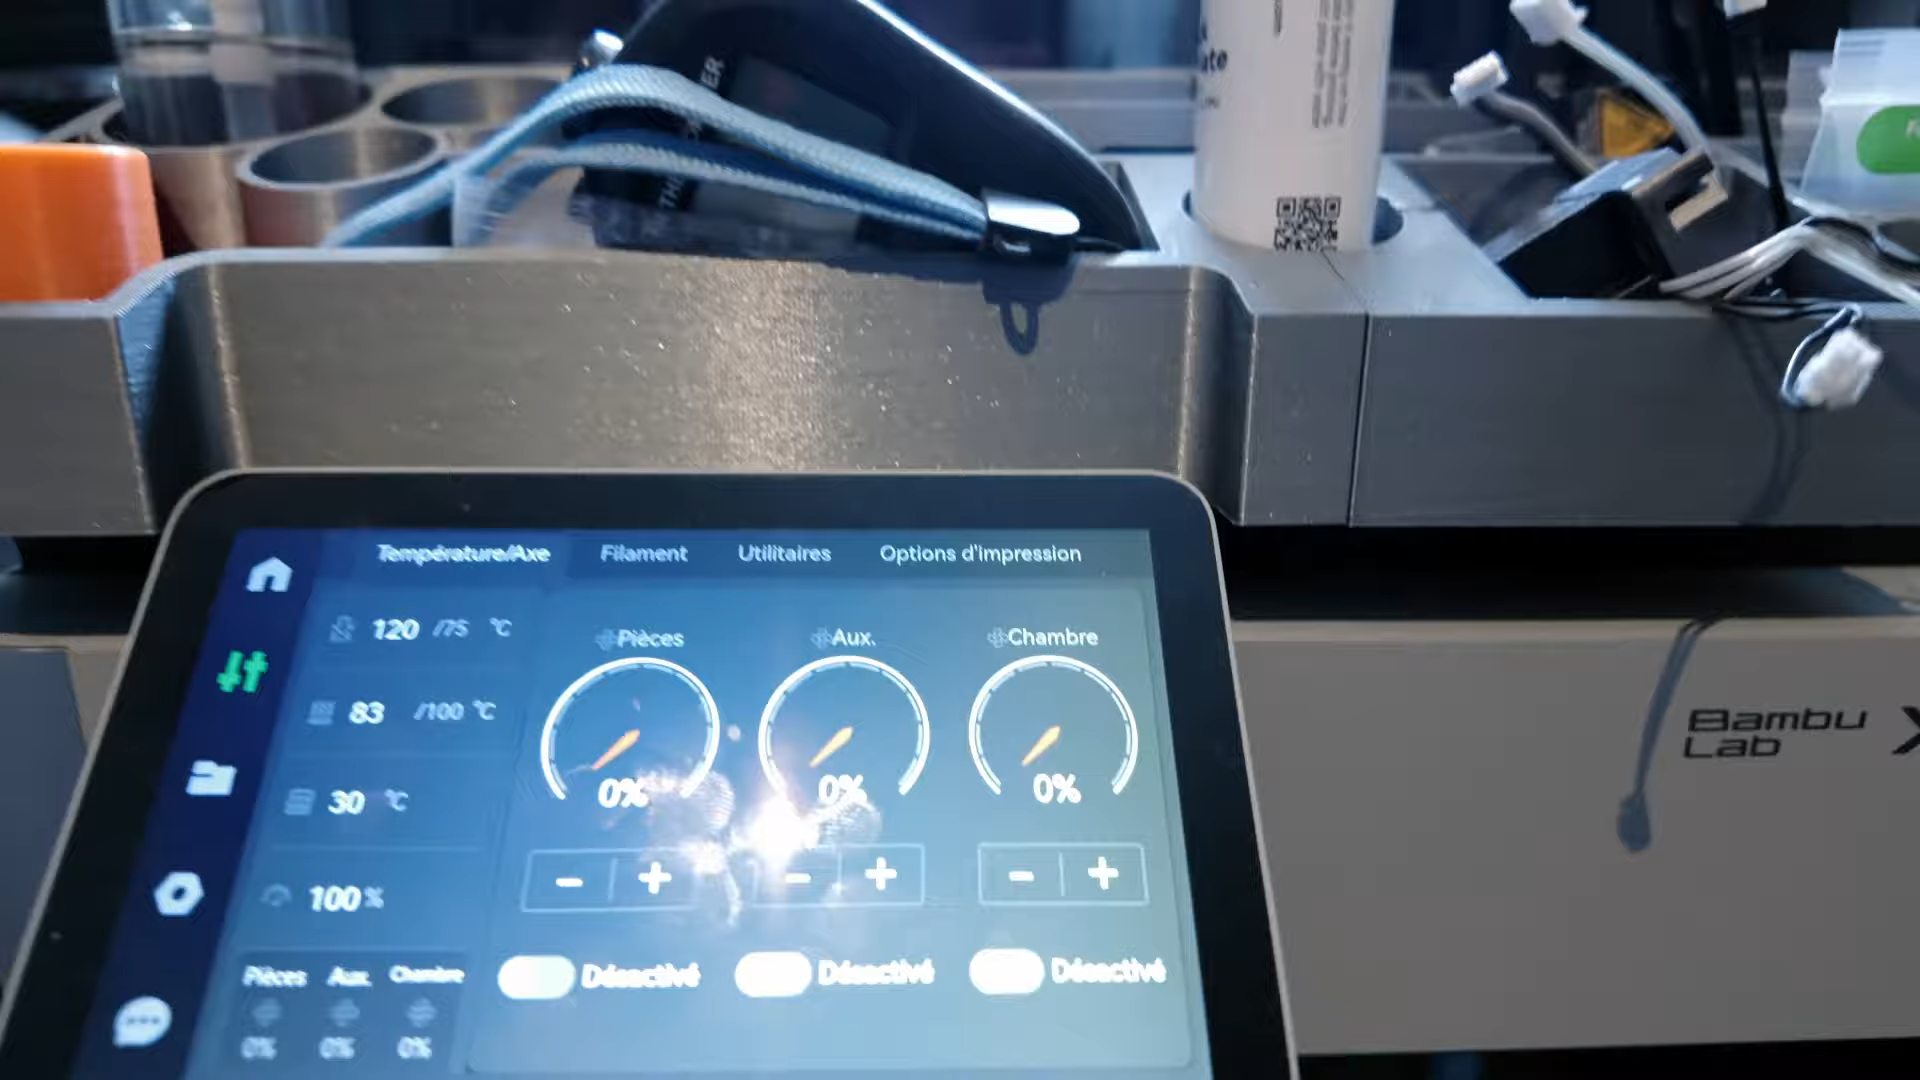 Température/Axe Filament Utilitaires Options d'impression
120 /75 °C
Pièces Aux. Chambre
83 /100 °C
0% 0% 0%
30 °C
- + - + - +
100 %
Désactivé Désactivé Désactivé
Pièces Aux. Chambre
0% 0% 0%
Bambu
Lab X